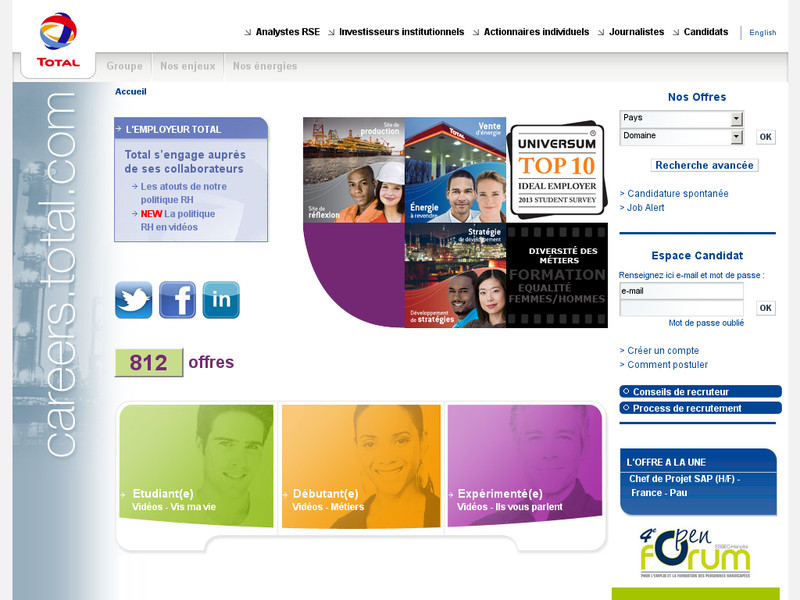 Analystes RSE
Investisseurs institutionnels
Actionnaires individuels
Journalistes
Candidats
English
TOTAL
Groupe
Nos enjeux
Nos énergies
careers.total.com
Accueil
L'EMPLOYEUR TOTAL
Total s'engage auprès
de ses collaborateurs
Les atouts de notre
politique RH
NEW La politique
RH en vidéos
Site de
production
Site de
réflexion
TOTAL
Vente
d'énergie
Énergie
à revendre
UNIVERSUM
TOP 10
IDEAL EMPLOYER
2013 STUDENT SURVEY
Stratégie
de développement
Développement
de stratégies
DIVERSITÉ DES
MÉTIERS
FORMATION
EQUALITÉ
FEMMES/HOMMES
812 offres
Etudiant(e)
Vidéos - Vis ma vie
Débutant(e)
Vidéos - Métiers
Expérimenté(e)
Vidéos - Ils vous parlent
Nos Offres
Pays
Domaine
OK
Recherche avancée
> Candidature spontanée
> Job Alert
Espace Candidat
Renseignez ici e-mail et mot de passe :
e-mail
OK
Mot de passe oublié
> Créer un compte
> Comment postuler
Conseils de recruteur
Process de recrutement
L'OFFRE A LA UNE
Chef de Projet SAP (H/F) -
France - Pau
4e Open
forum
POUR L'EMPLOI ET LA FORMATION DES PERSONNES HANDICAPÉES